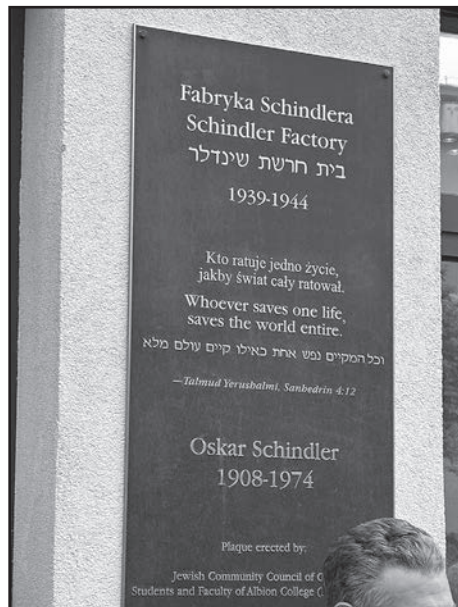 Fabryka Schindlera
Schindler Factory
בית חרשת שינדלר
1939-1944
Kto ratuje jedno życie,
jakby świat cały ratował.
Whoever saves one life,
saves the world entire.
וכל המקיים נפש אחת כאילו קיים עולם מלא
—Talmud Yerushalmi, Sanhedrin 4:12
Oskar Schindler
1908-1974
Plaque erected by:
Jewish Community Council of
Students and Faculty of Albion College